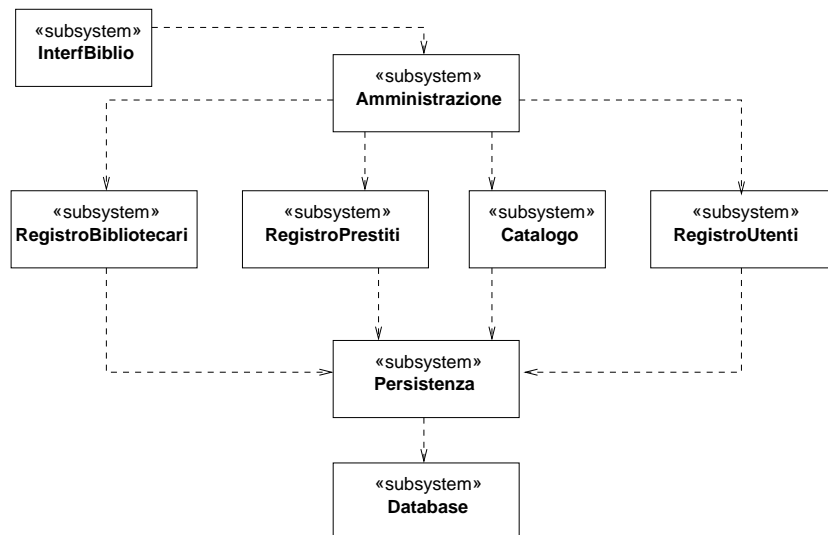 «subsystem»
InterfBiblio
«subsystem»
Amministrazione
«subsystem»
RegistroBibliotecari
«subsystem»
RegistroPrestiti
«subsystem»
Catalogo
«subsystem»
RegistroUtenti
«subsystem»
Persistenza
«subsystem»
Database